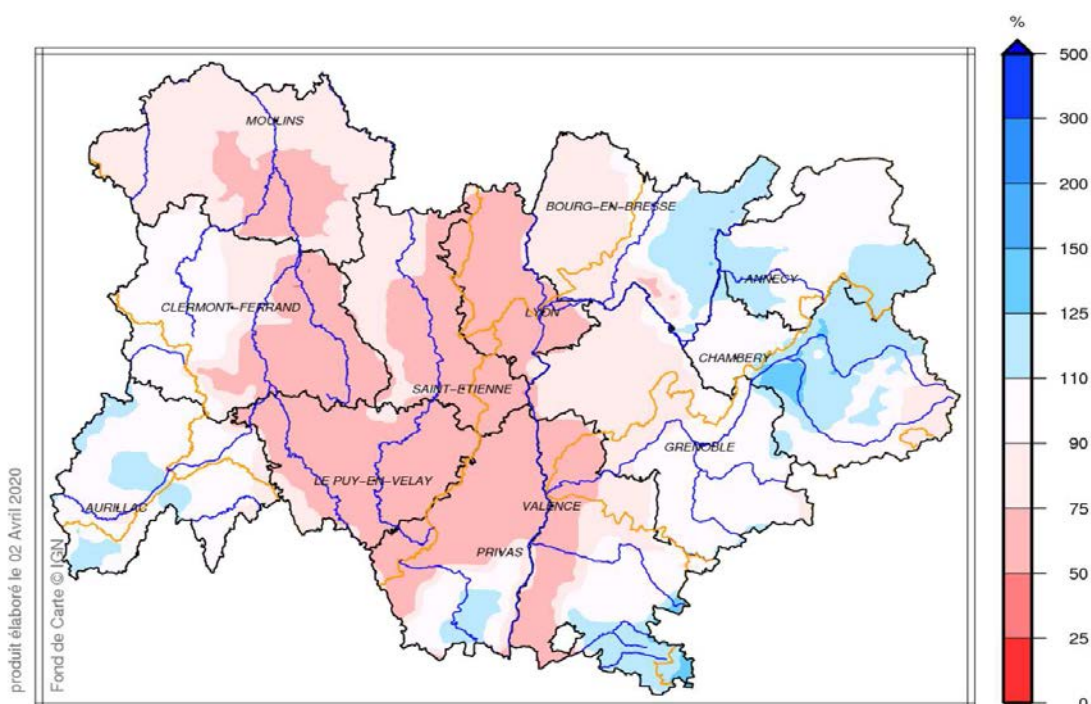 %
500
300
200
150
125
110
90
75
50
25
0
MOULINS
BOURG-EN-BRESSE
ANNECY
CLERMONT-FERRAND
LYON
CHAMBERY
SAINT-ETIENNE
GRENOBLE
LE PUY-EN-VELAY
AURILLAC
VALENCE
PRIVAS
produit élaboré le 02 Avril 2020
Fond de Carte © IGN